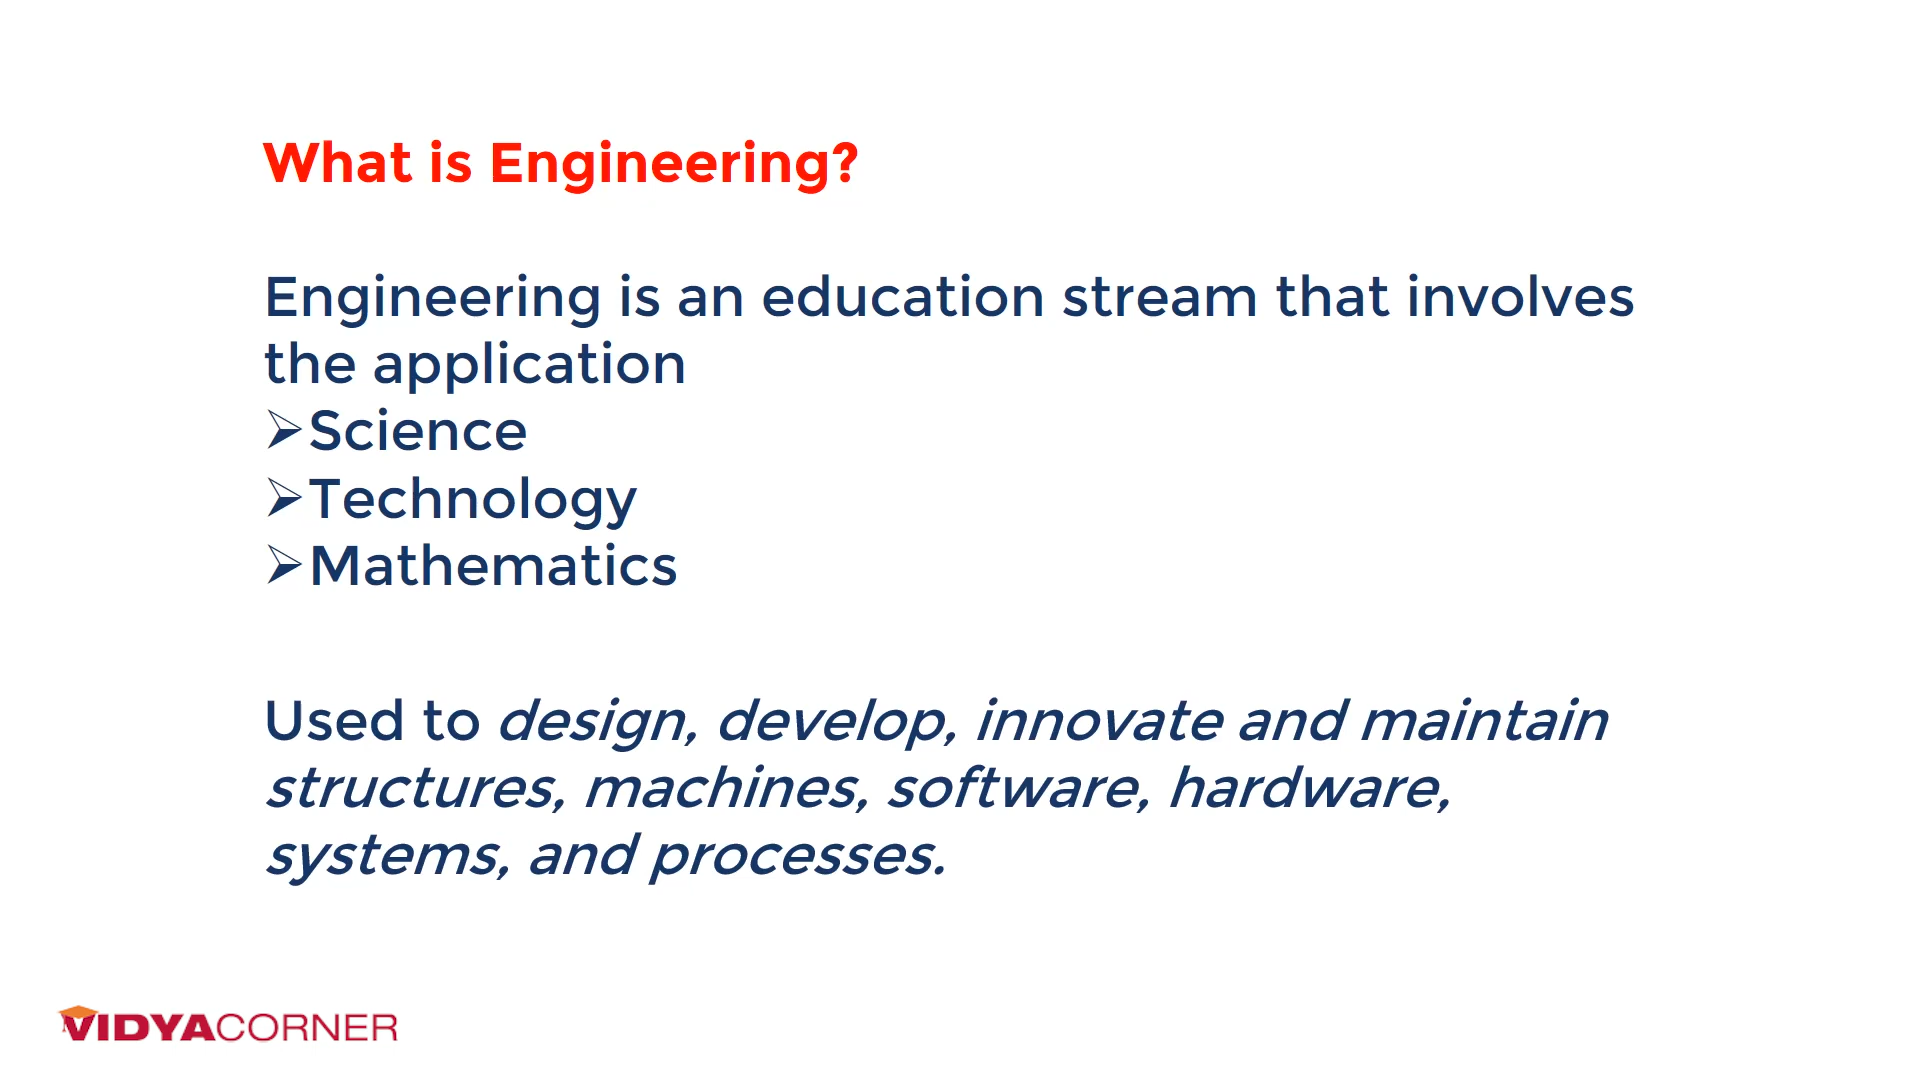 What is Engineering?
Engineering is an education stream that involves
the application
➢Science
➢Technology
➢Mathematics
Used to design, develop, innovate and maintain
structures, machines, software, hardware,
systems, and processes.
VIDYACORNER